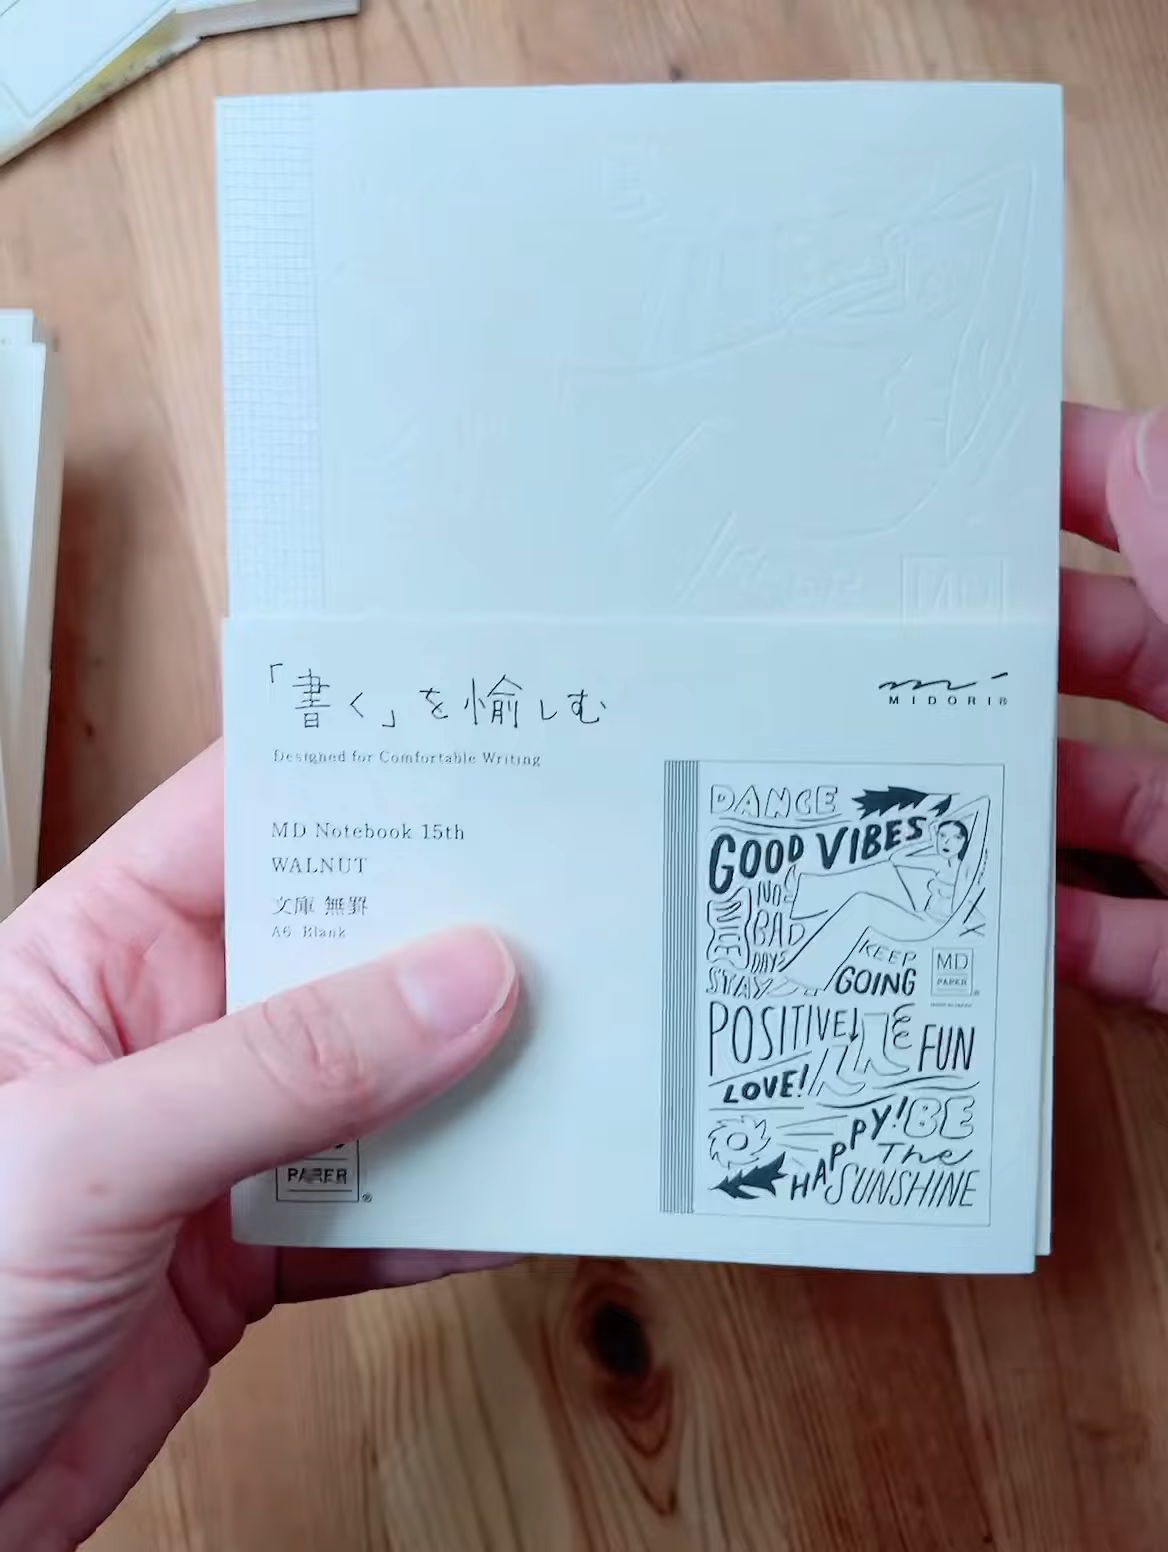 「書く」を愉しむ
MIDORI®
Designed for Comfortable Writing
MD Notebook 15th
WALNUT
文庫 無罫
A6 Blank
PAPER
®
DANCE
GOOD VIBES
NO
BAD
DAYS
KEEP
GOING
MD
PAPER
®
STAY
POSITIVE!
FUN
LOVE!
HAPPY!
BE
The
SUNSHINE
MD